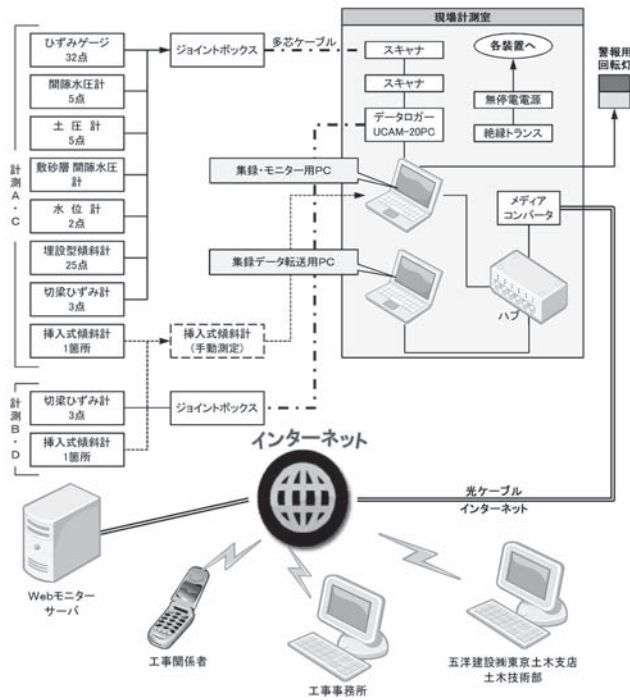 現場計測室
ひずみゲージ
32点
間隙水圧計
5点
土 圧 計
5点
敷砂層 間隙水圧
計
水 位 計
2点
埋設型傾斜計
25点
切梁ひずみ計
3点
挿入式傾斜計
1箇所
計測A・C
ジョイントボックス
多芯ケーブル
スキャナ
スキャナ
データロガー
UCAM-20PC
各装置へ
無停電電源
絶縁トランス
警報用
回転灯
集録・モニター用PC
メディア
コンバータ
集録データ転送用PC
ハブ
挿入式傾斜計
(手動測定)
計測B・D
切梁ひずみ計
3点
挿入式傾斜計
1箇所
ジョイントボックス
インターネット
光ケーブル
インターネット
Webモニター
サーバ
工事関係者
工事事務所
五洋建設㈱東京土木支店
土木技術部